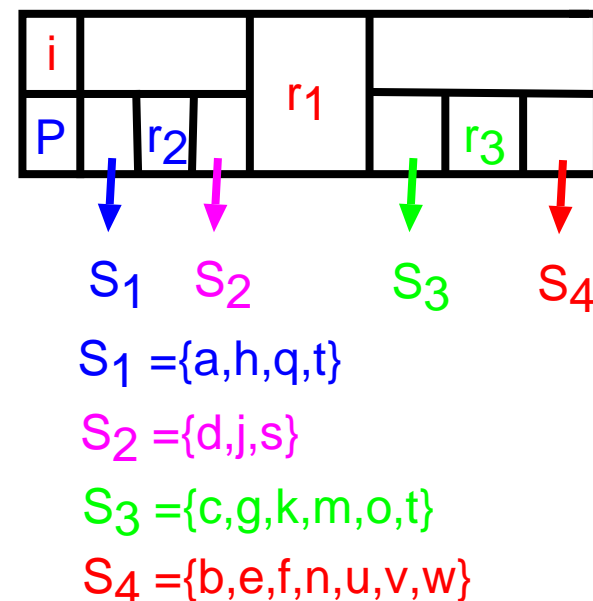 i
r1
P r2 r3
S1 S2 S3 S4
S1 ={a,h,q,t}
S2 ={d,j,s}
S3 ={c,g,k,m,o,t}
S4 ={b,e,f,n,u,v,w}